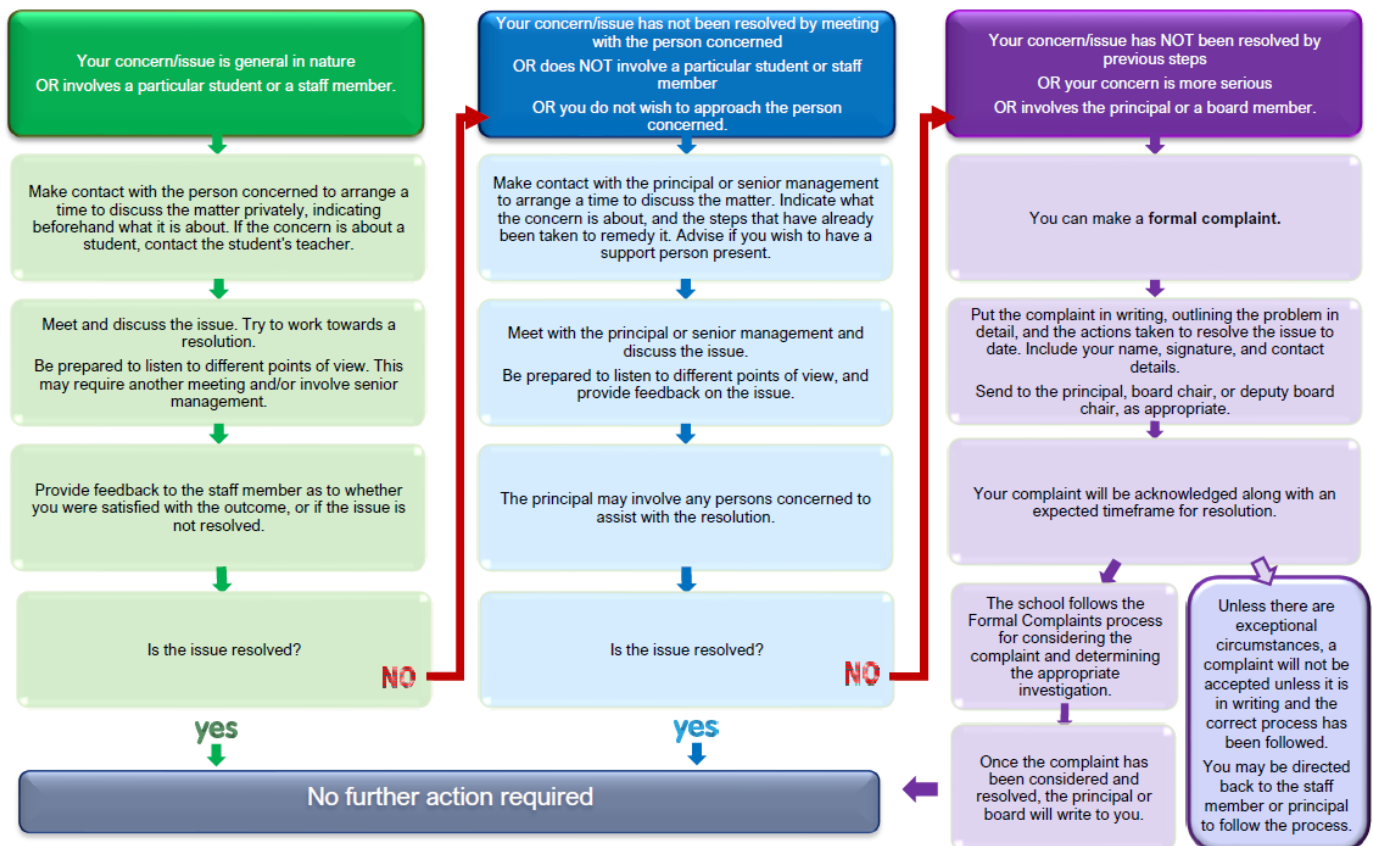 Your concern/issue is general in nature
OR involves a particular student or a staff member.
Make contact with the person concerned to arrange a
time to discuss the matter privately, indicating
beforehand what it is about. If the concern is about a
student, contact the student's teacher.
Meet and discuss the issue. Try to work towards a
resolution.
Be prepared to listen to different points of view. This
may require another meeting and/or involve senior
management.
Provide feedback to the staff member as to whether
you were satisfied with the outcome, or if the issue is
not resolved.
Is the issue resolved?
NO
yes
Your concern/issue has not been resolved by meeting
with the person concerned
OR does NOT involve a particular student or staff
member
OR you do not wish to approach the person
concerned.
Make contact with the principal or senior management
to arrange a time to discuss the matter. Indicate what
the concern is about, and the steps that have already
been taken to remedy it. Advise if you wish to have a
support person present.
Meet with the principal or senior management and
discuss the issue.
Be prepared to listen to different points of view, and
provide feedback on the issue.
The principal may involve any persons concerned to
assist with the resolution.
Is the issue resolved?
NO
yes
Your concern/issue has NOT been resolved by
previous steps
OR your concern is more serious
OR involves the principal or a board member.
You can make a formal complaint.
Put the complaint in writing, outlining the problem in
detail, and the actions taken to resolve the issue to
date. Include your name, signature, and contact
details.
Send to the principal, board chair, or deputy board
chair, as appropriate.
Your complaint will be acknowledged along with an
expected timeframe for resolution.
The school follows the
Formal Complaints process
for considering the
complaint and determining
the appropriate
investigation.
Once the complaint has
been considered and
resolved, the principal or
board will write to you.
Unless there are
exceptional
circumstances, a
complaint will not be
accepted unless it is
in writing and the
correct process has
been followed.
You may be directed
back to the staff
member or principal
to follow the process.
No further action required